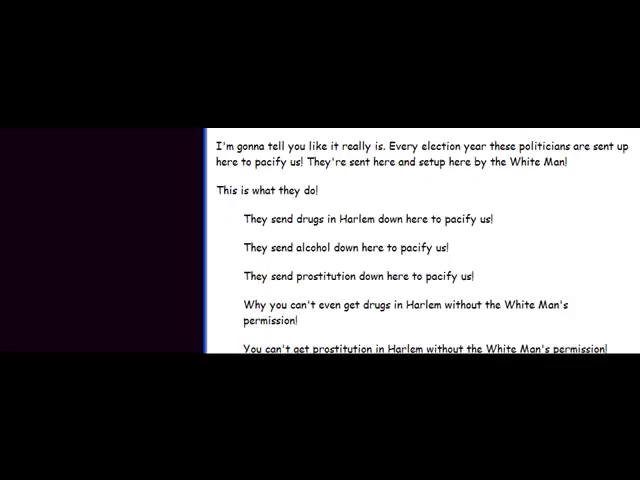 I'm gonna tell you like it really is. Every election year these politicians are sent up
here to pacify us! They're sent here and setup here by the White Man!
This is what they do!
They send drugs in Harlem down here to pacify us!
They send alcohol down here to pacify us!
They send prostitution down here to pacify us!
Why you can't even get drugs in Harlem without the White Man's
permission!
You can't get prostitution in Harlem without the White Man's permission!